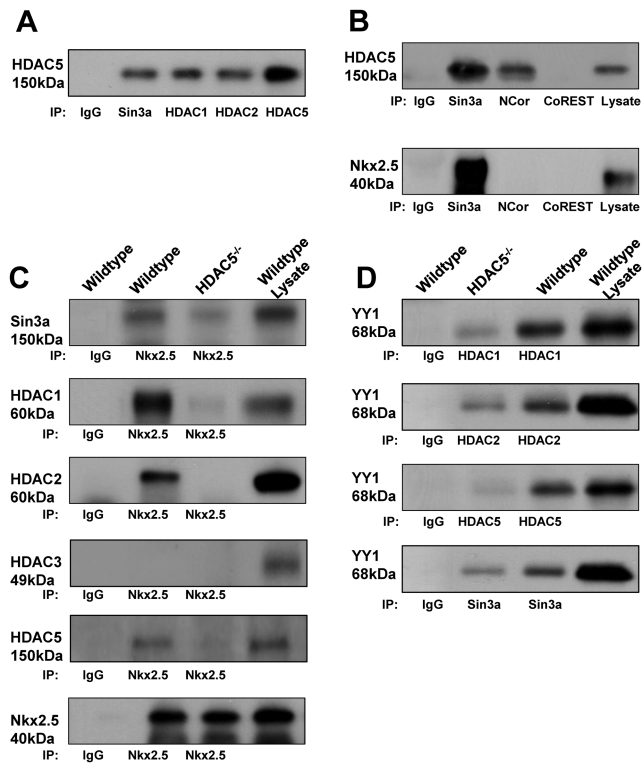 A
HDAC5
150kDa
IP: IgG Sin3a HDAC1 HDAC2 HDAC5
B
HDAC5
150kDa
IP: IgG Sin3a NCor CoREST Lysate
Nkx2.5
40kDa
IP: IgG Sin3a NCor CoREST Lysate
C
Wildtype Wildtype HDAC5-/- Wildtype Lysate
Sin3a
150kDa
IP: IgG Nkx2.5 Nkx2.5
HDAC1
60kDa
IP: IgG Nkx2.5 Nkx2.5
HDAC2
60kDa
IP: IgG Nkx2.5 Nkx2.5
HDAC3
49kDa
IP: IgG Nkx2.5 Nkx2.5
HDAC5
150kDa
IP: IgG Nkx2.5 Nkx2.5
Nkx2.5
40kDa
IP: IgG Nkx2.5 Nkx2.5
D
Wildtype HDAC5-/- Wildtype Wildtype Lysate
YY1
68kDa
IP: IgG HDAC1 HDAC1
YY1
68kDa
IP: IgG HDAC2 HDAC2
YY1
68kDa
IP: IgG HDAC5 HDAC5
YY1
68kDa
IP: IgG Sin3a Sin3a